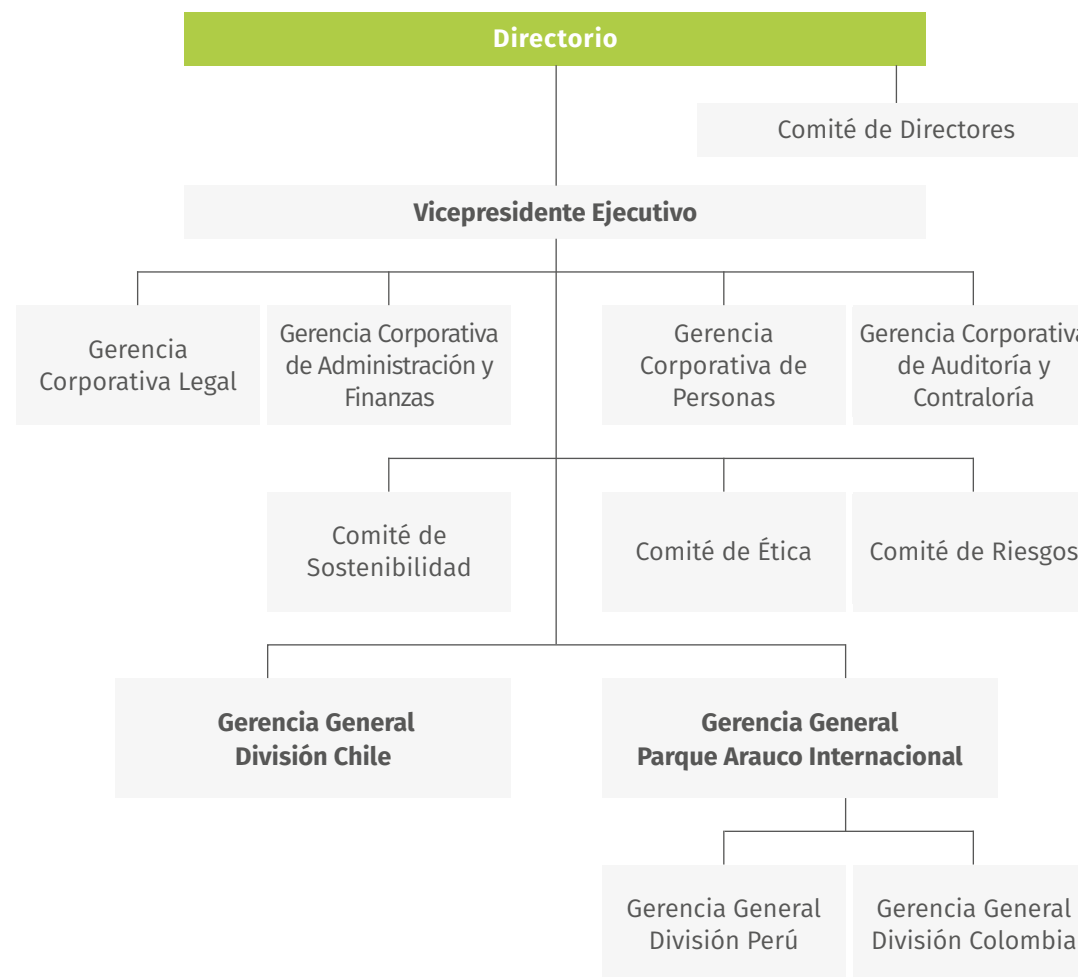 Directorio
Comité de Directores
Vicepresidente Ejecutivo
Gerencia
Corporativa Legal
Gerencia Corporativa
de Administración y
Finanzas
Gerencia
Corporativa de
Personas
Gerencia Corporativa
de Auditoría y
Contraloría
Comité de
Sostenibilidad
Comité de Ética
Comité de Riesgos
Gerencia General
División Chile
Gerencia General
Parque Arauco Internacional
Gerencia General
División Perú
Gerencia General
División Colombia